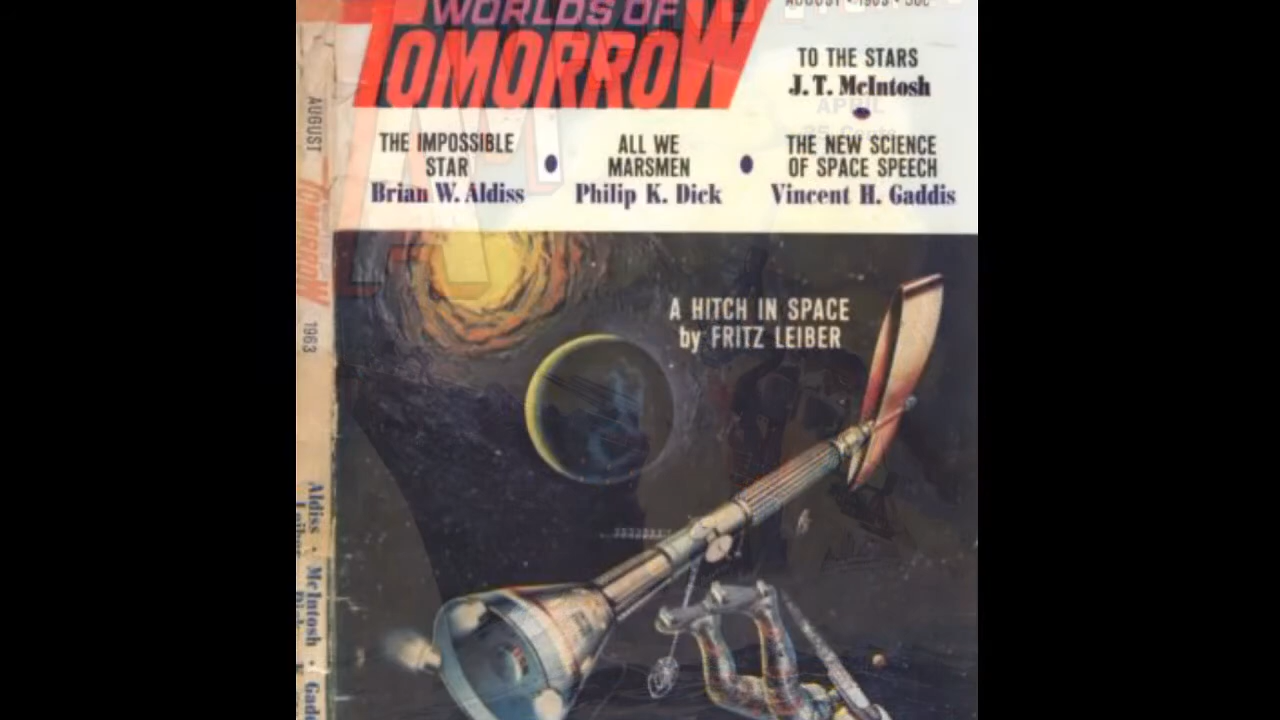 WORLDS OF
TOMORROW
TO THE STARS
J. T. McIntosh
APRIL
THE IMPOSSIBLE
STAR
Brian W. Aldiss
ALL WE
MARSMEN
Philip K. Dick
THE NEW SCIENCE
OF SPACE SPEECH
Vincent H. Gaddis
A HITCH IN SPACE
by FRITZ LEIBER
AUGUST
TOMORROW
1963
Aldiss • McIntosh •